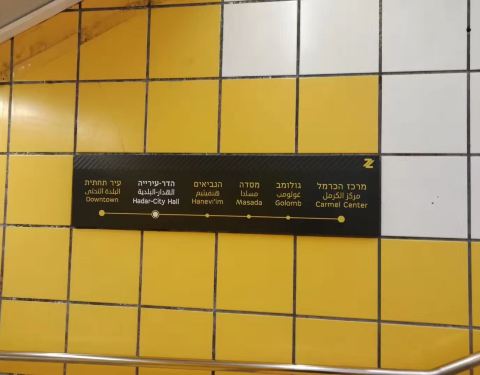 עיר תחתית
البلدة التحتى
Downtown
הדר-עירייה
الهدار-البلدية
Hadar-City Hall
הנביאים
هنفيئيم
Hanevi'im
מסדה
مسادا
Masada
גולומב
غولومب
Golomb
מרכז הכרמל
مركز الكرمل
Carmel Center